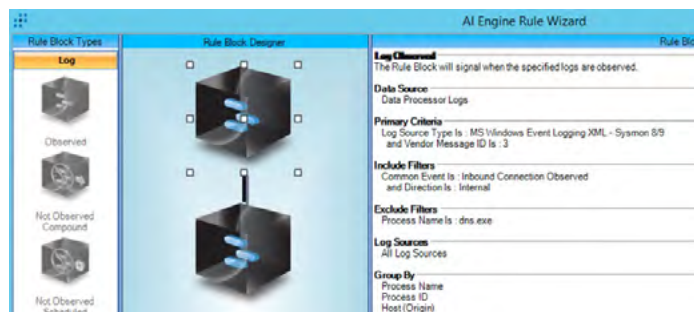 AI Engine Rule Wizard
Rule Block Types
Rule Block Designer
Rule Blo
Log
Observed
Not Observed
Compound
Not Observed
Scheduled
Log Observed
The Rule Block will signal when the specified logs are observed.
Data Source
Data Processor Logs
Primary Criteria
Log Source Type Is : MS Windows Event Logging XML - Sysmon 8/9
and Vendor Message ID Is : 3
Include Filters
Common Event Is : Inbound Connection Observed
and Direction Is : Internal
Exclude Filters
Process Name Is : dns.exe
Log Sources
All Log Sources
Group By
Process Name
Process ID
Host (Origin)